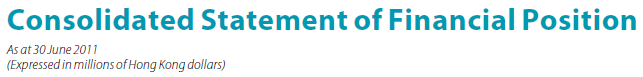 Consolidated Statement of Financial Position
As at 30 June 2011
(Expressed in millions of Hong Kong dollars)